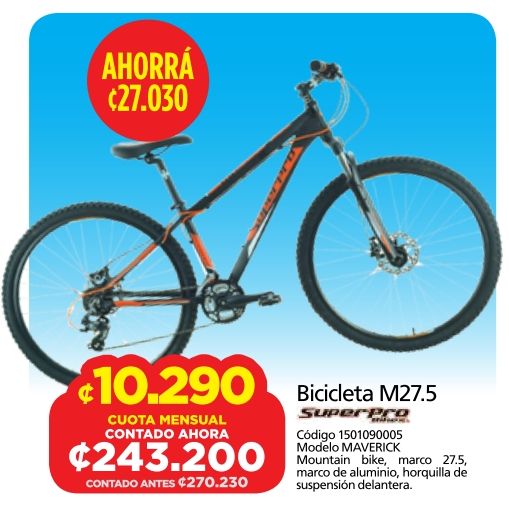 AHORRÁ
¢27.030
SUPERPRO
¢10.290
CUOTA MENSUAL
CONTADO AHORA
¢243.200
CONTADO ANTES ¢270.230
Bicicleta M27.5
SuperPro
Código 1501090005
Modelo MAVERICK
Mountain bike, marco 27.5,
marco de aluminio, horquilla de
suspensión delantera.